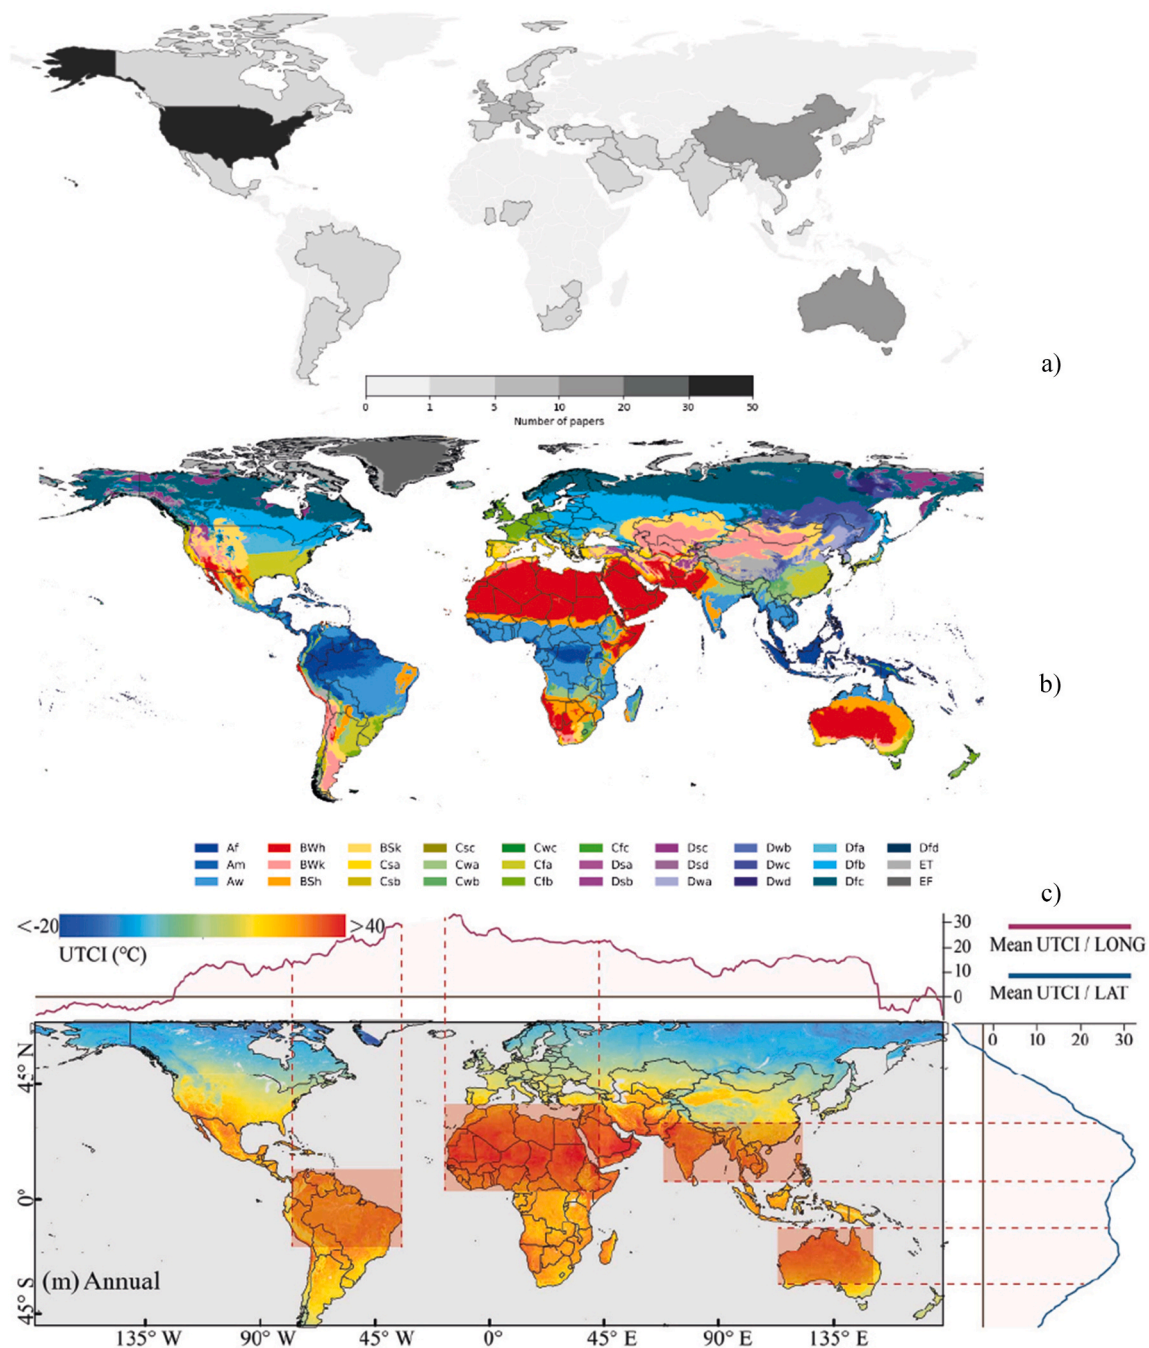 a)
0 1 5 10 20 30 50
Number of papers
b)
Af BWh BSk Csc Cwc Cfc Dsc Dwb Dfa Dfd
Am BWk Csa Cwa Cfa Dsa Dsd Dwc Dfb ET
Aw BSh Csb Cwb Cfb Dsb Dwa Dwd Dfc EF
c)
<-20 >40
UTCI (°C)
30
20
10
0
Mean UTCI / LONG
Mean UTCI / LAT
0 10 20 30
45° N
0°
45° S
(m) Annual
135° W 90° W 45° W 0° 45° E 90° E 135° E